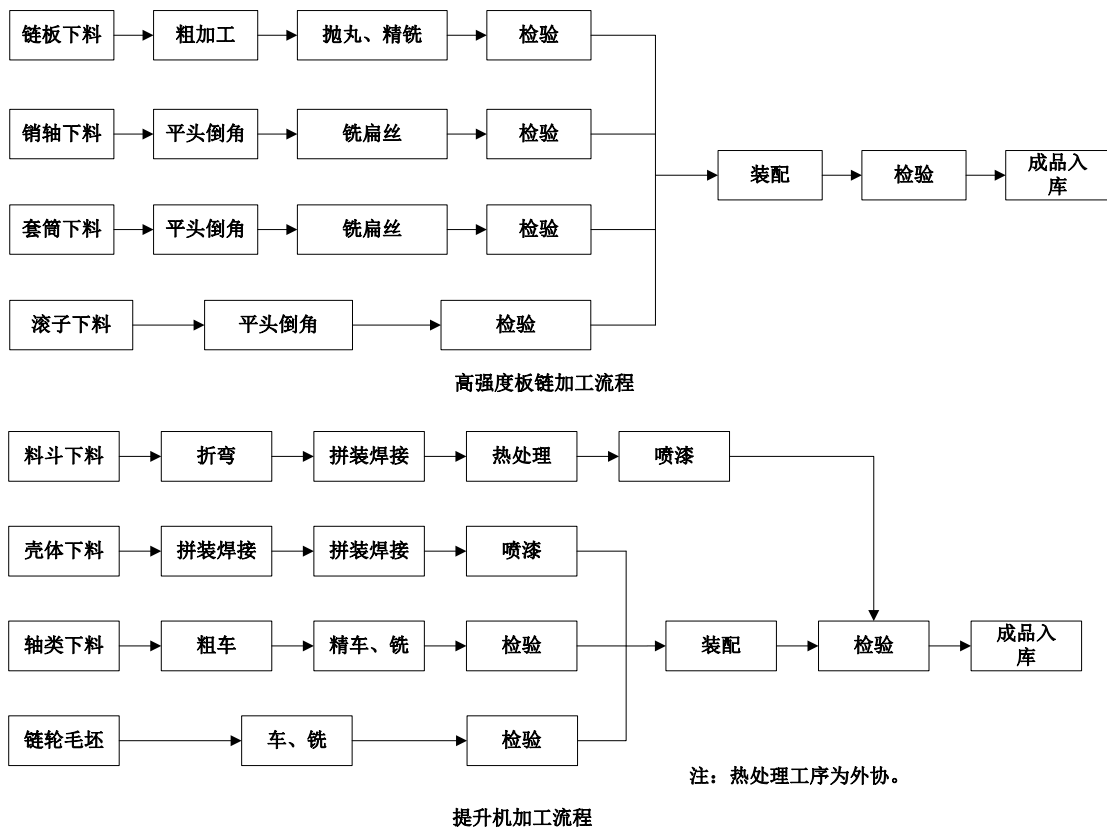 链板下料
粗加工
抛丸、精铣
检验
销轴下料
平头倒角
铣扁丝
检验
装配
检验
成品入
库
套筒下料
平头倒角
铣扁丝
检验
滚子下料
平头倒角
检验
高强度板链加工流程
料斗下料
折弯
拼装焊接
热处理
喷漆
壳体下料
拼装焊接
拼装焊接
喷漆
轴类下料
粗车
精车、铣
检验
装配
检验
成品入
库
链轮毛坯
车、铣
检验
注：热处理工序为外协。
提升机加工流程